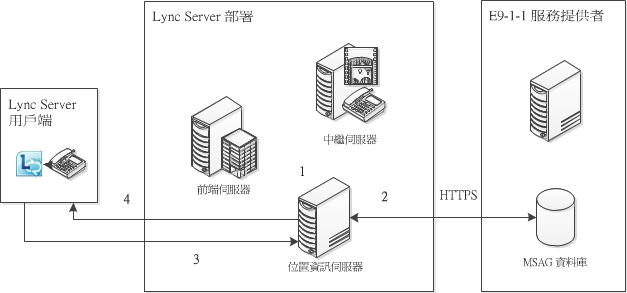 Lync Server 部署
E9-1-1 服務提供者
Lync Server
用戶端
L
中繼伺服器
前端伺服器
1
2
HTTPS
4
3
位置資訊伺服器
MSAG 資料庫